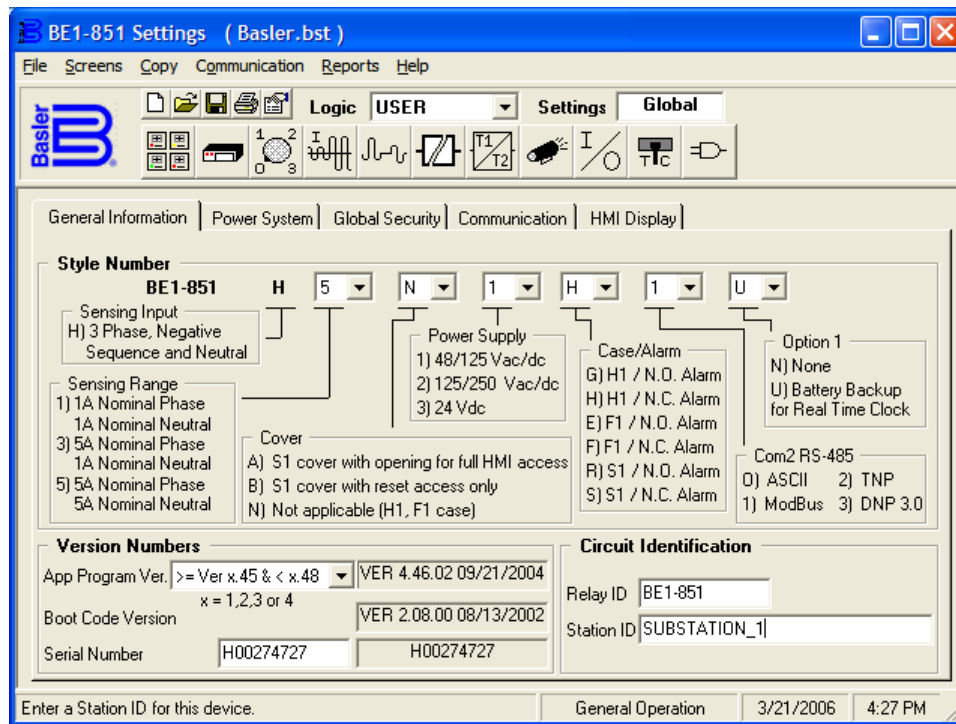 BE1-851 Settings ( Basler.bst )
File Screens Copy Communication Reports Help
Basler
Logic USER Settings Global
1 2 0 3 I T1 T2 I/O T C
General Information Power System Global Security Communication HMI Display
Style Number
BE1-851 H 5 N 1 H 1 U
Sensing Input
H) 3 Phase, Negative
Sequence and Neutral
Sensing Range
1) 1A Nominal Phase
1A Nominal Neutral
3) 5A Nominal Phase
1A Nominal Neutral
5) 5A Nominal Phase
5A Nominal Neutral
Cover
A) S1 cover with opening for full HMI access
B) S1 cover with reset access only
N) Not applicable (H1, F1 case)
Power Supply
1) 48/125 Vac/dc
2) 125/250 Vac/dc
3) 24 Vdc
Case/Alarm
G) H1 / N.O. Alarm
H) H1 / N.C. Alarm
E) F1 / N.O. Alarm
F) F1 / N.C. Alarm
R) S1 / N.O. Alarm
S) S1 / N.C. Alarm
Option 1
N) None
U) Battery Backup
for Real Time Clock
Com2 RS-485
0) ASCII 2) TNP
1) ModBus 3) DNP 3.0
Version Numbers
App Program Ver. >= Ver x.45 & < x.48 VER 4.46.02 09/21/2004
x = 1,2,3 or 4
Boot Code Version VER 2.08.00 08/13/2002
Serial Number H00274727 H00274727
Circuit Identification
Relay ID BE1-851
Station ID SUBSTATION_1
Enter a Station ID for this device. General Operation 3/21/2006 4:27 PM